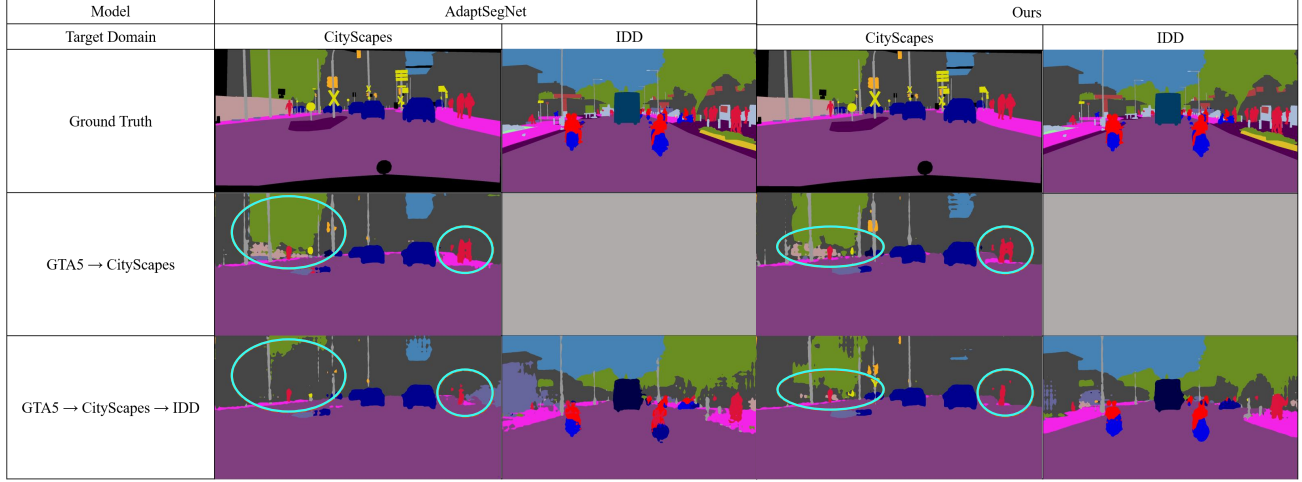 Model AdaptSegNet Ours
Target Domain CityScapes IDD CityScapes IDD
Ground Truth
GTA5 → CityScapes
GTA5 → CityScapes → IDD